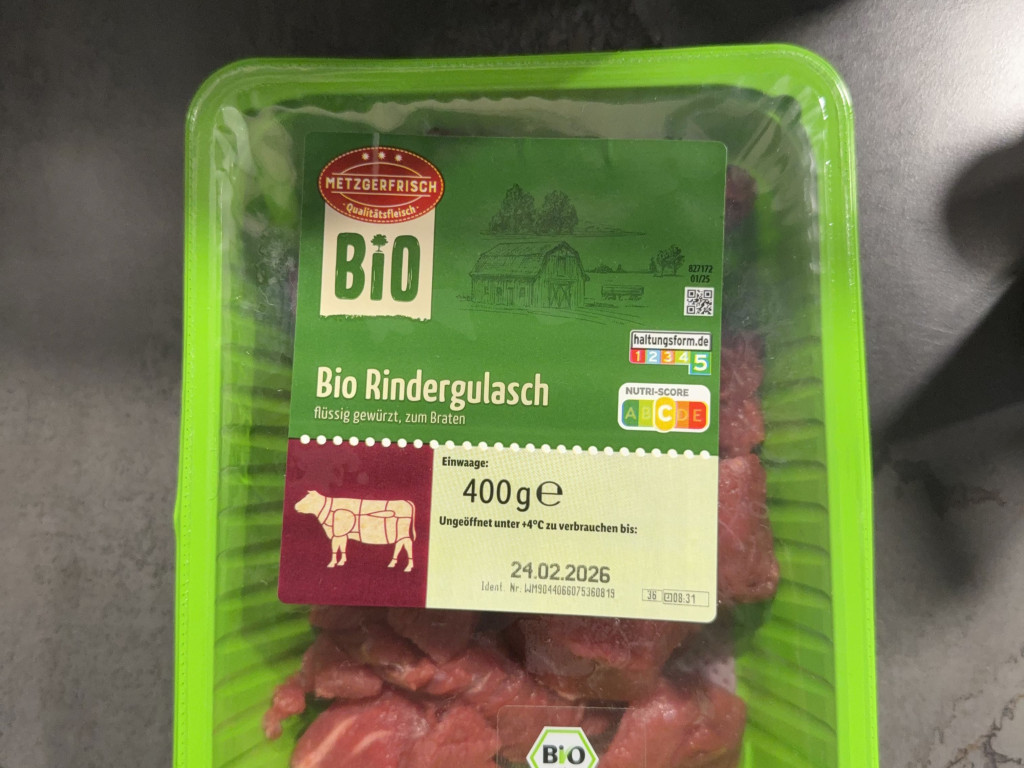 METZGERFRISCH
Qualitätsfleisch
BiO
827172
01/25
haltungsform.de
1 2 3 4 5
Bio Rindergulasch
flüssig gewürzt, zum Braten
NUTRI-SCORE
A B C D E
Einwaage:
400 g ℮
Ungeöffnet unter +4°C zu verbrauchen bis:
24.02.2026
Ident. Nr: WM9044066075360819
36 08:31
BiO